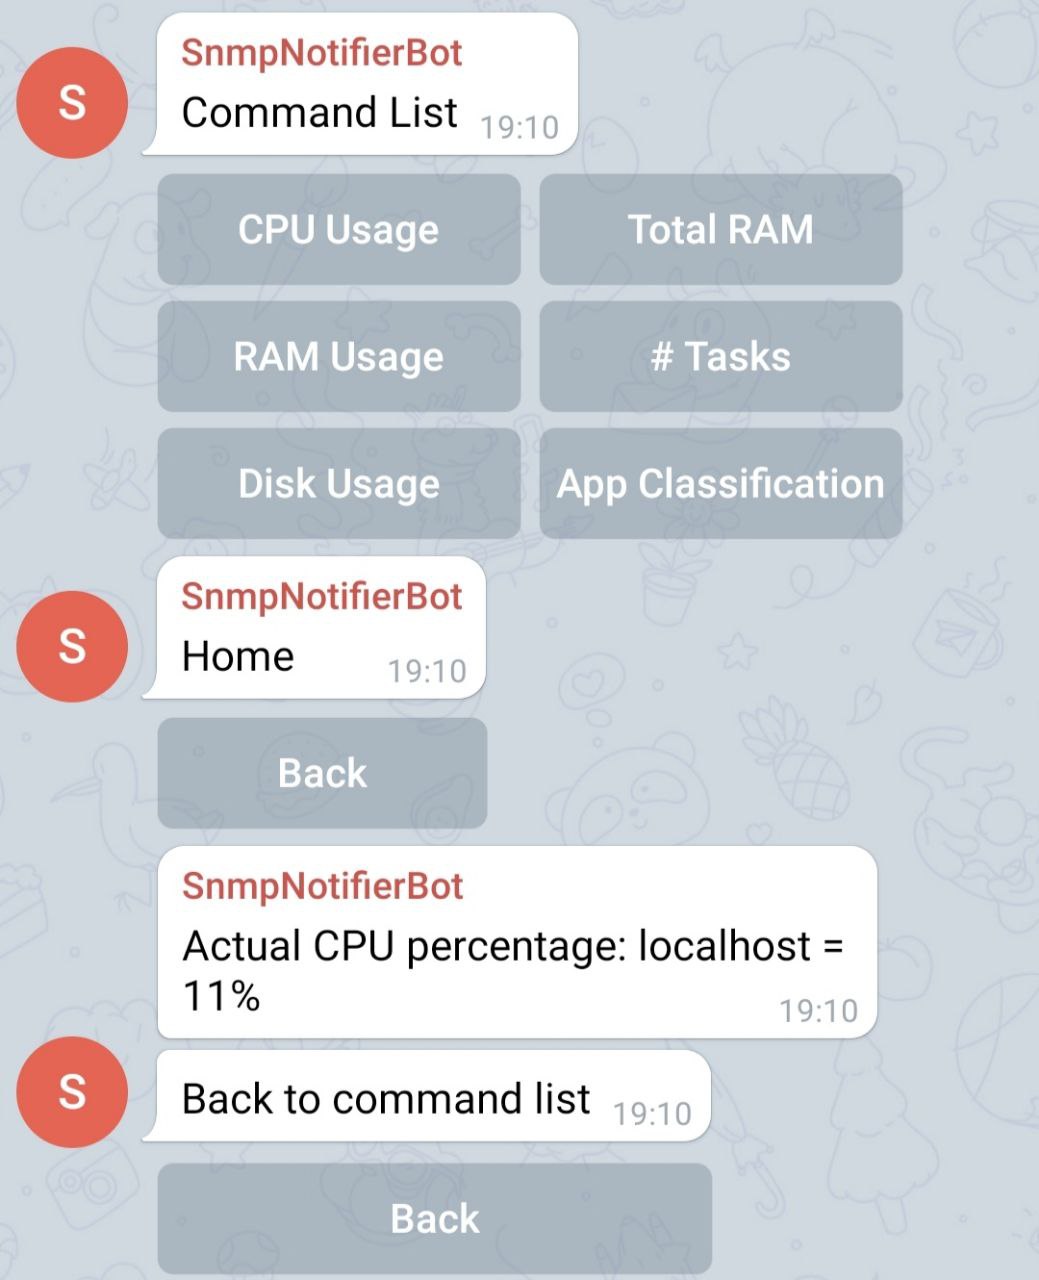 SnmpNotifierBot
S
Command List 19:10
CPU Usage Total RAM
RAM Usage # Tasks
Disk Usage App Classification
SnmpNotifierBot
S
Home 19:10
Back
SnmpNotifierBot
Actual CPU percentage: localhost =
11% 19:10
S
Back to command list 19:10
Back